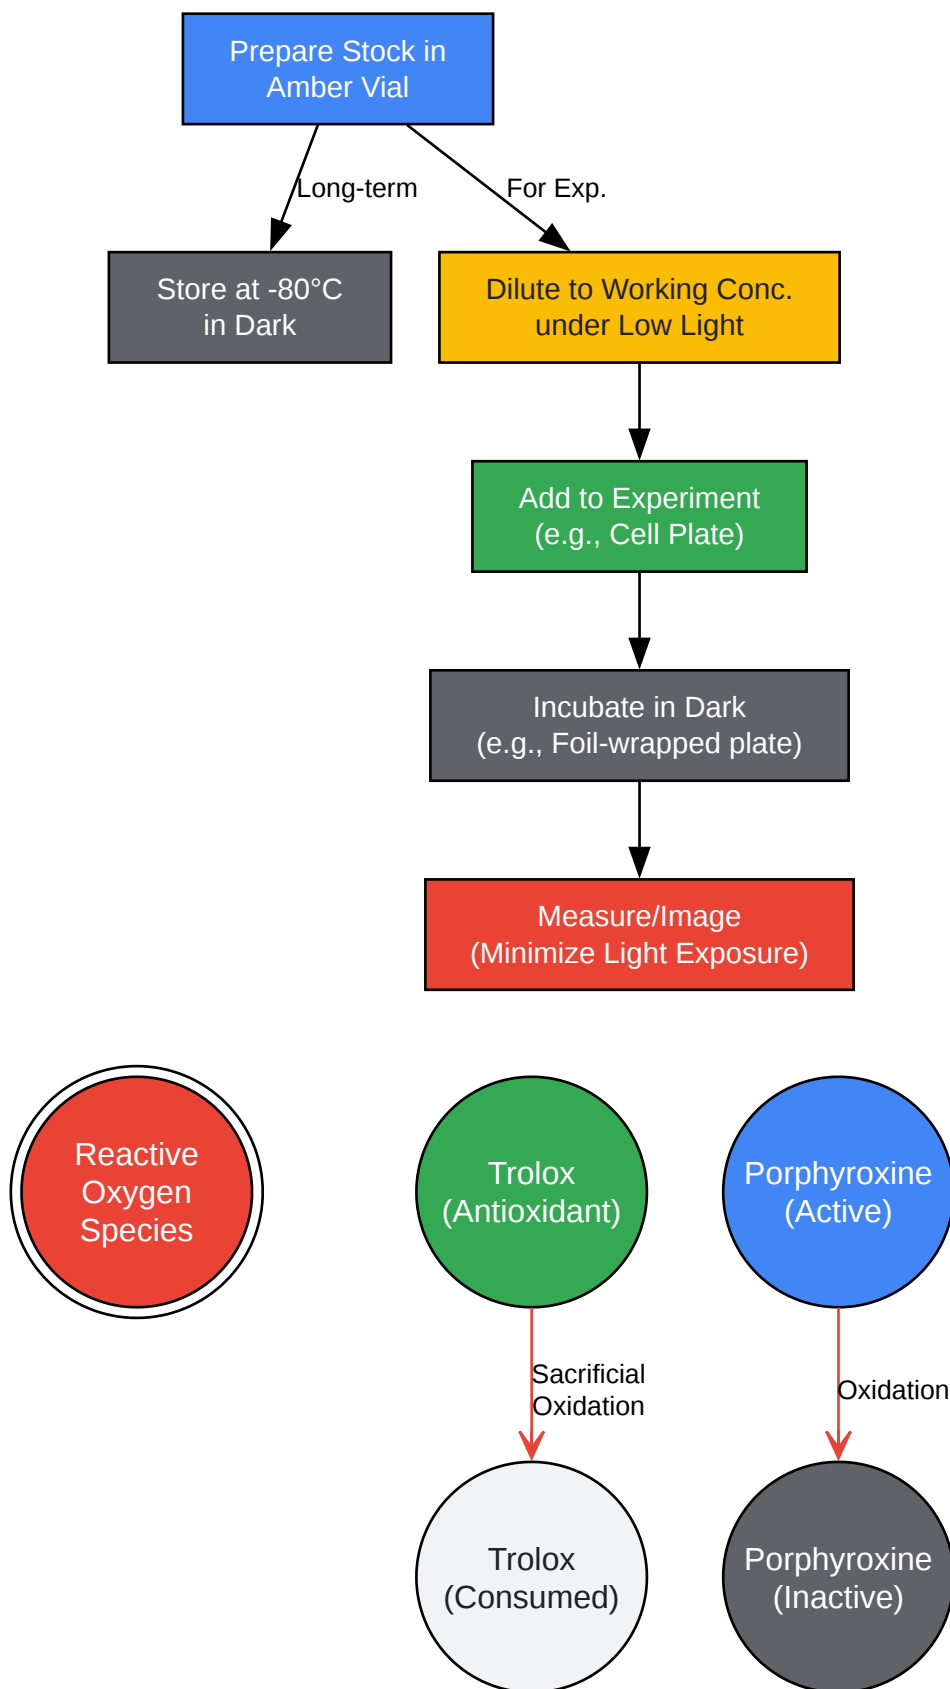 Prepare Stock in
Amber Vial
Long-term
For Exp.
Store at -80°C
in Dark
Dilute to Working Conc.
under Low Light
Add to Experiment
(e.g., Cell Plate)
Incubate in Dark
(e.g., Foil-wrapped plate)
Measure/Image
(Minimize Light Exposure)
Reactive
Oxygen
Species
Trolox
(Antioxidant)
Porphyroxine
(Active)
Sacrificial
Oxidation
Oxidation
Trolox
(Consumed)
Porphyroxine
(Inactive)